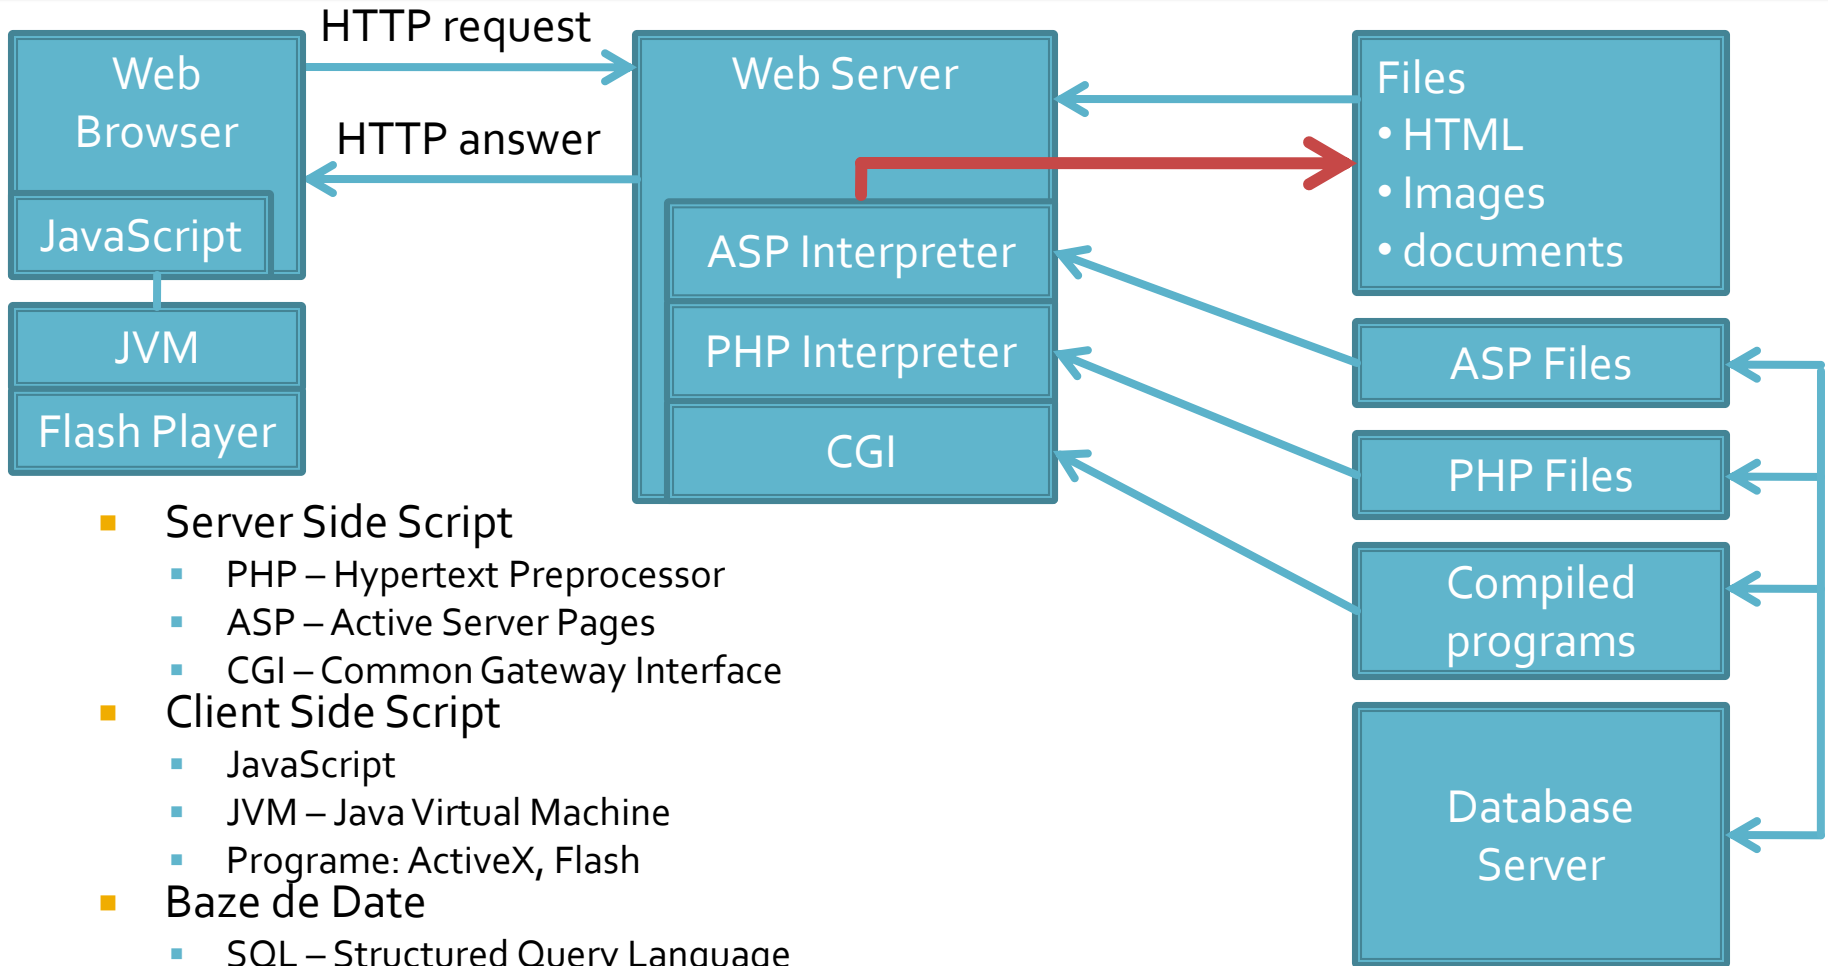 HTTP request
Web
Browser
HTTP answer
JavaScript
JVM
Flash Player
Web Server
ASP Interpreter
PHP Interpreter
CGI
Files
• HTML
• Images
• documents
ASP Files
PHP Files
Compiled
programs
Database
Server
▪ Server Side Script
▪ PHP – Hypertext Preprocessor
▪ ASP – Active Server Pages
▪ CGI – Common Gateway Interface
▪ Client Side Script
▪ JavaScript
▪ JVM – Java Virtual Machine
▪ Programe: ActiveX, Flash
▪ Baze de Date
▪ SQL – Structured Query Language